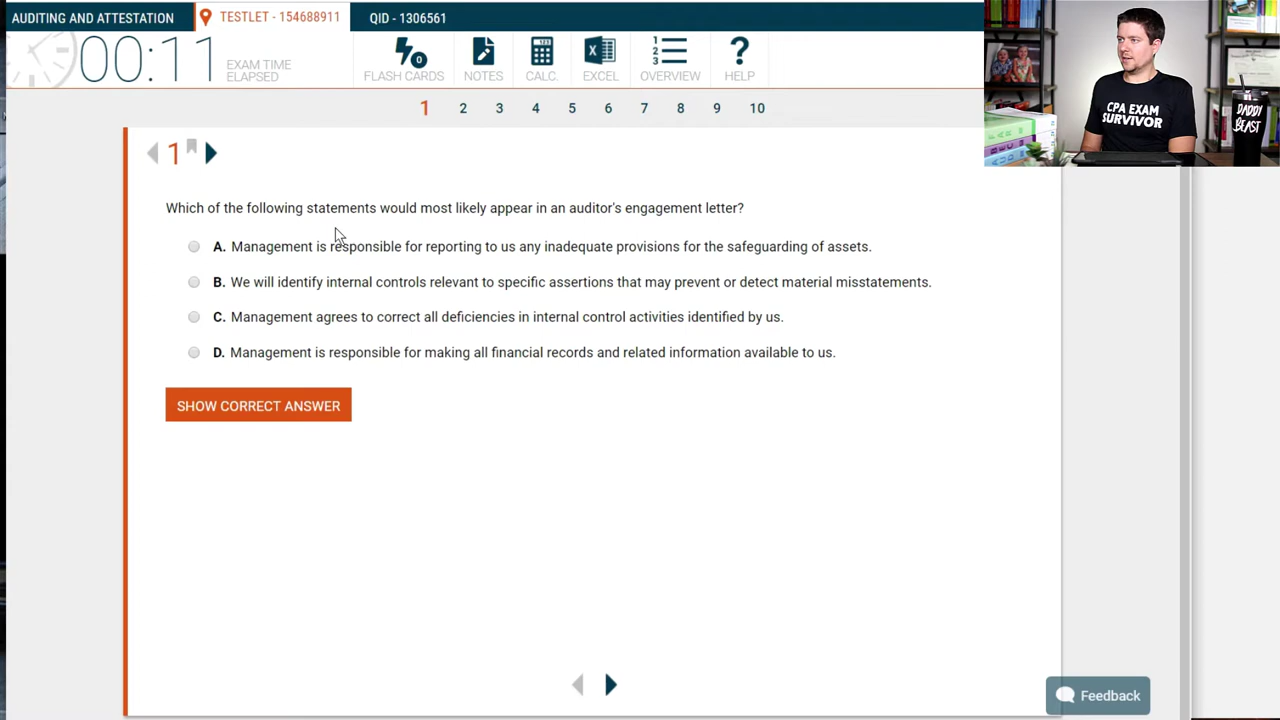 AUDITING AND ATTESTATION
TESTLET - 154688911
QID - 1306561
00:11
EXAM TIME
ELAPSED
FLASH CARDS
NOTES
CALC.
EXCEL
OVERVIEW
HELP
1 2 3 4 5 6 7 8 9 10
CPA EXAM
SURVIVOR
DADDY
BEAST
1
Which of the following statements would most likely appear in an auditor's engagement letter?
A. Management is responsible for reporting to us any inadequate provisions for the safeguarding of assets.
B. We will identify internal controls relevant to specific assertions that may prevent or detect material misstatements.
C. Management agrees to correct all deficiencies in internal control activities identified by us.
D. Management is responsible for making all financial records and related information available to us.
SHOW CORRECT ANSWER
Feedback